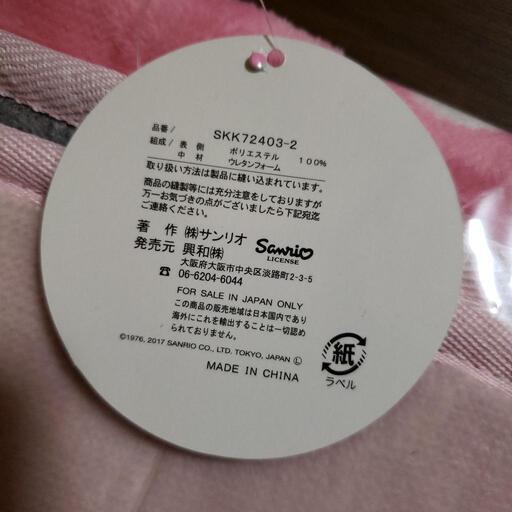 品番/ SKK72403-2
組成/ 表側 ポリエステル 100%
中材 ウレタンフォーム
取り扱い方法は製品に縫い込まれています。
商品の縫製等には充分注意をしておりますが
万一お気づきの点がございましたら下記宛迄
ご連絡ください。
著作 ㈱サンリオ Sanrio
LICENSE
発売元 興和㈱
大阪府大阪市中央区淡路町2-3-5
☎ 06-6204-6044
FOR SALE IN JAPAN ONLY
この商品の販売地域は日本国内であり
海外にこれを輸出することは一切認め
られておりません。
©1976, 2017 SANRIO CO., LTD. TOKYO, JAPAN Ⓛ
MADE IN CHINA
紙
ラベル